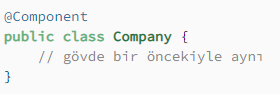 @Component
public class Company {
    // gövde bir öncekiyle aynı
}